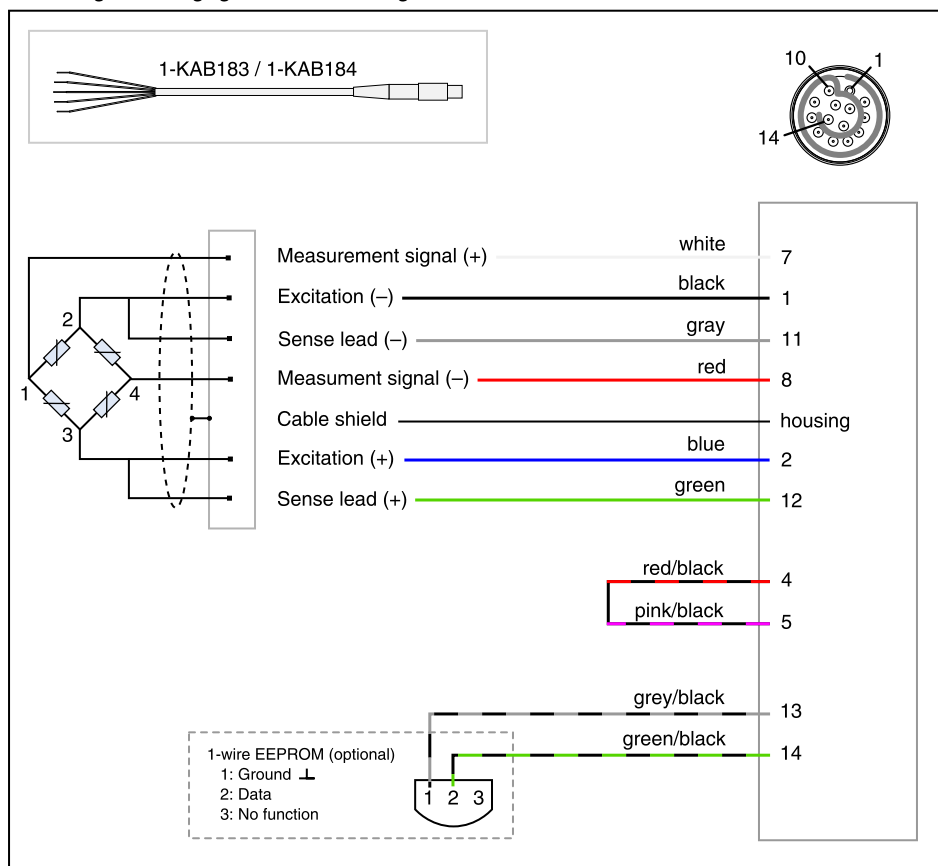 1-KAB183 / 1-KAB184
10
1
14
Measurement signal (+)
white
7
Excitation (–)
black
1
Sense lead (–)
gray
11
Measument signal (–)
red
8
Cable shield
housing
Excitation (+)
blue
2
Sense lead (+)
green
12
2
1
4
3
red/black
4
pink/black
5
grey/black
13
green/black
14
1-wire EEPROM (optional)
1: Ground
2: Data
3: No function
1 2 3